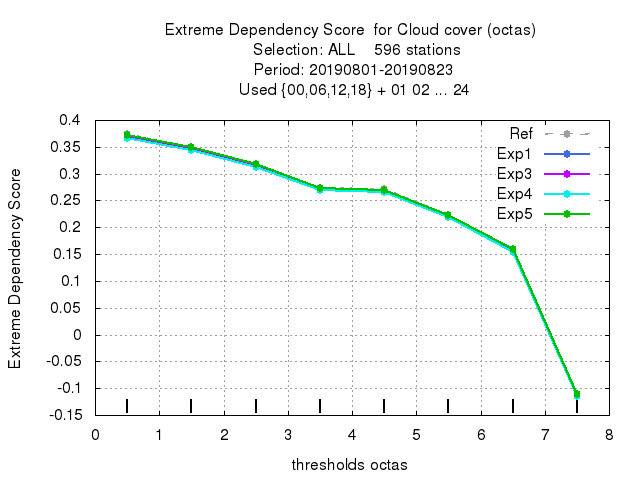 Extreme Dependency Score  for Cloud cover (octas)
Selection: ALL    596 stations
Period: 20190801-20190823
Used {00,06,12,18} + 01 02 ... 24
Extreme Dependency Score
0.4
0.35
0.3
0.25
0.2
0.15
0.1
0.05
0
-0.05
-0.1
-0.15
Ref
Exp1
Exp3
Exp4
Exp5
0 1 2 3 4 5 6 7 8
thresholds octas